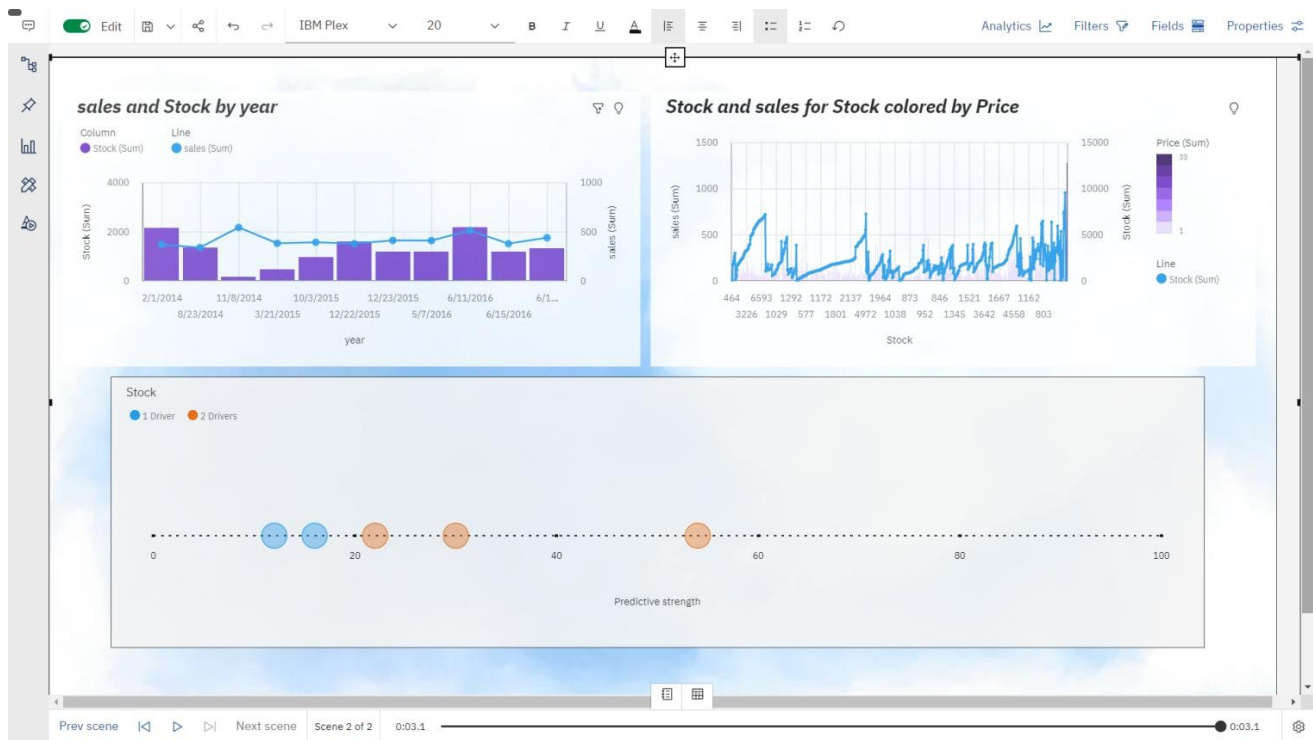 Edit IBM Plex 20 B I U A Analytics Filters Fields Properties
sales and Stock by year
Column Line
Stock (Sum) sales (Sum)
4000 1000
2000 500
0 0
Stock (Sum)
sales (Sum)
2/1/2014 11/8/2014 10/3/2015 12/23/2015 6/11/2016 6/1...
8/23/2014 3/21/2015 12/22/2015 5/7/2016 6/15/2016
year
Stock and sales for Stock colored by Price
1500 15000
1000 10000
500 5000
0 0
sales (Sum)
Stock (Sum)
464 6593 1292 1172 2137 1964 873 846 1521 1667 1162
3226 1029 577 1801 4972 1038 952 1345 3642 4558 803
Stock
Price (Sum)
33
1
Line
Stock (Sum)
Stock
1 Driver 2 Drivers
0 20 40 60 80 100
Predictive strength
Prev scene Next scene Scene 2 of 2 0:03.1 0:03.1